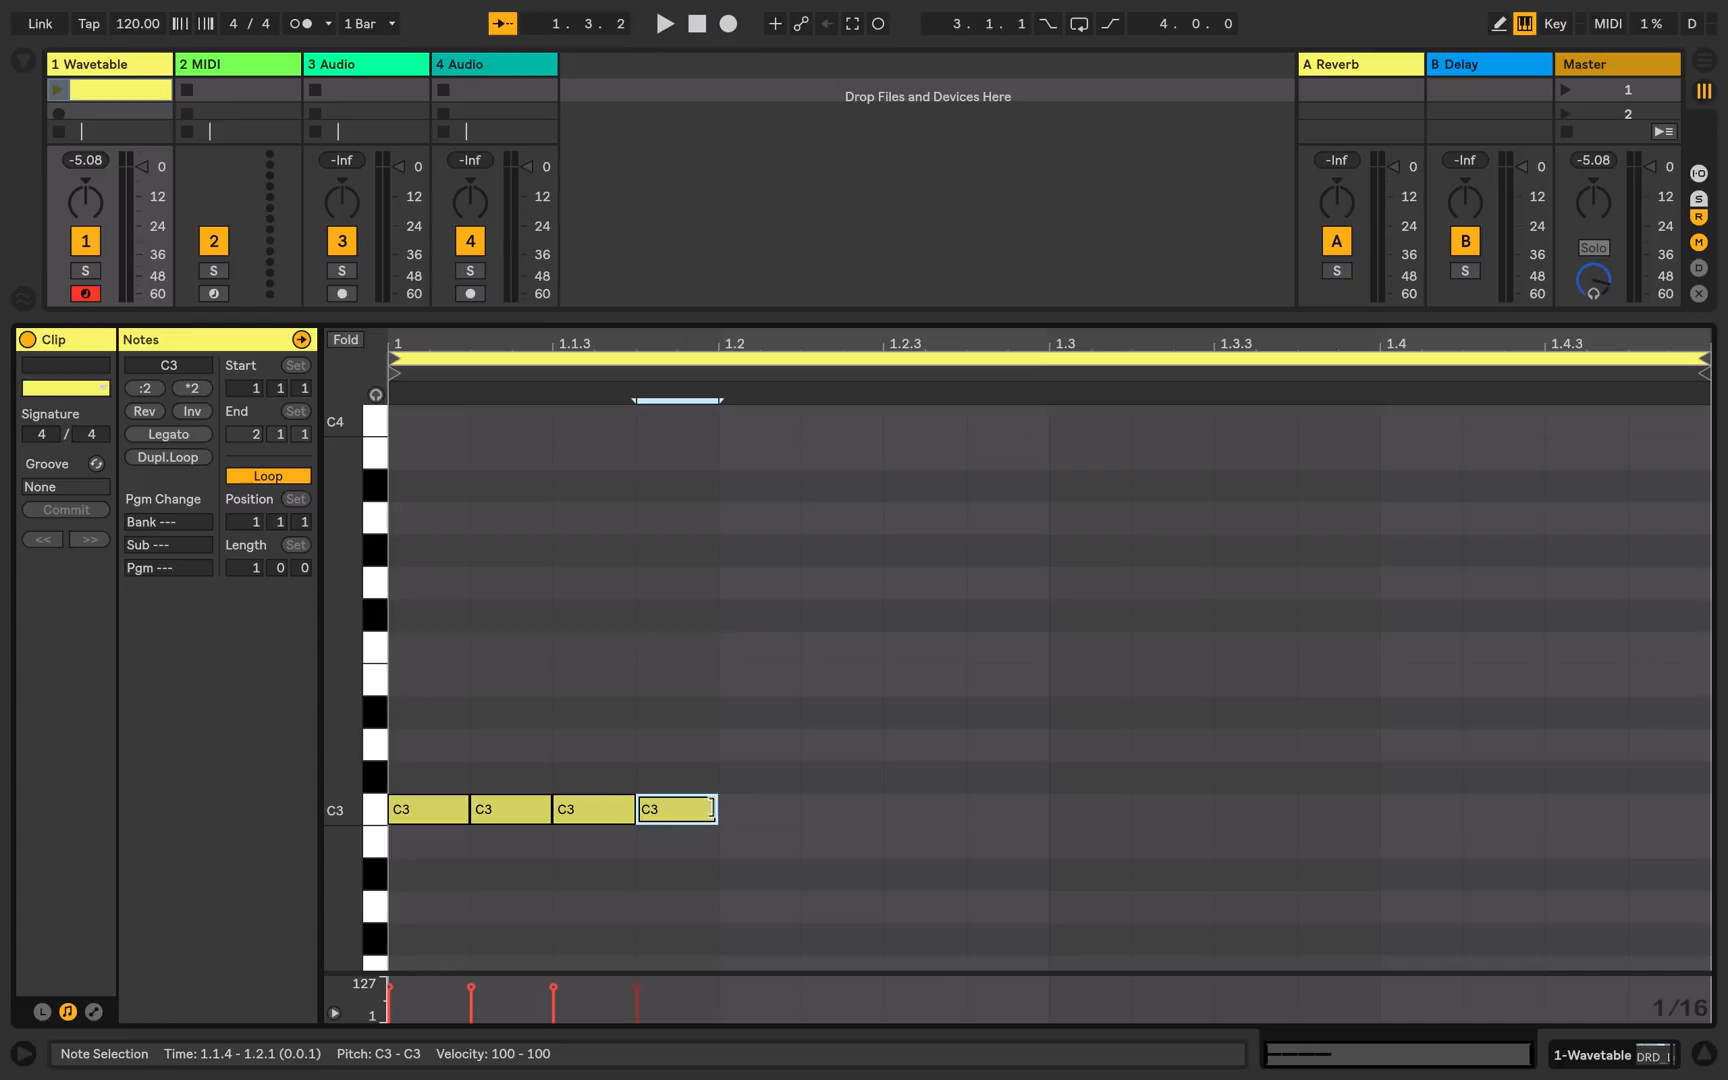 Link Tap 120.00 4 / 4 1 Bar 1. 3. 2 3. 1. 1 4. 0. 0 Key MIDI 1 % D
1 Wavetable 2 MIDI 3 Audio 4 Audio A Reverb B Delay Master
Drop Files and Devices Here
1
2
-5.08 0 -Inf 0 -Inf 0 -Inf 0 -Inf 0 -5.08 0
12 12 12 12 12 12
24 24 24 24 24 24
1 2 3 4 A B
36 36 36 36 36 36
Solo
S S S S S S
48 48 48 48 48 48
60 60 60 60 60 60
I·O
S
R
M
D
X
Clip Notes Fold 1 1.1.3 1.2 1.2.3 1.3 1.3.3 1.4 1.4.3
C3 Start Set
:2 *2 1 1 1
Signature Rev Inv End Set
4 / 4 Legato 2 1 1
Groove Dupl.Loop
None Loop
Commit Pgm Change Position Set
Bank --- 1 1 1
<< >> Sub --- Length Set
Pgm --- 1 0 0
C4
C3 C3 C3 C3 C3
127
1
1/16
L
Note Selection Time: 1.1.4 - 1.2.1 (0.0.1) Pitch: C3 - C3 Velocity: 100 - 100 1-Wavetable